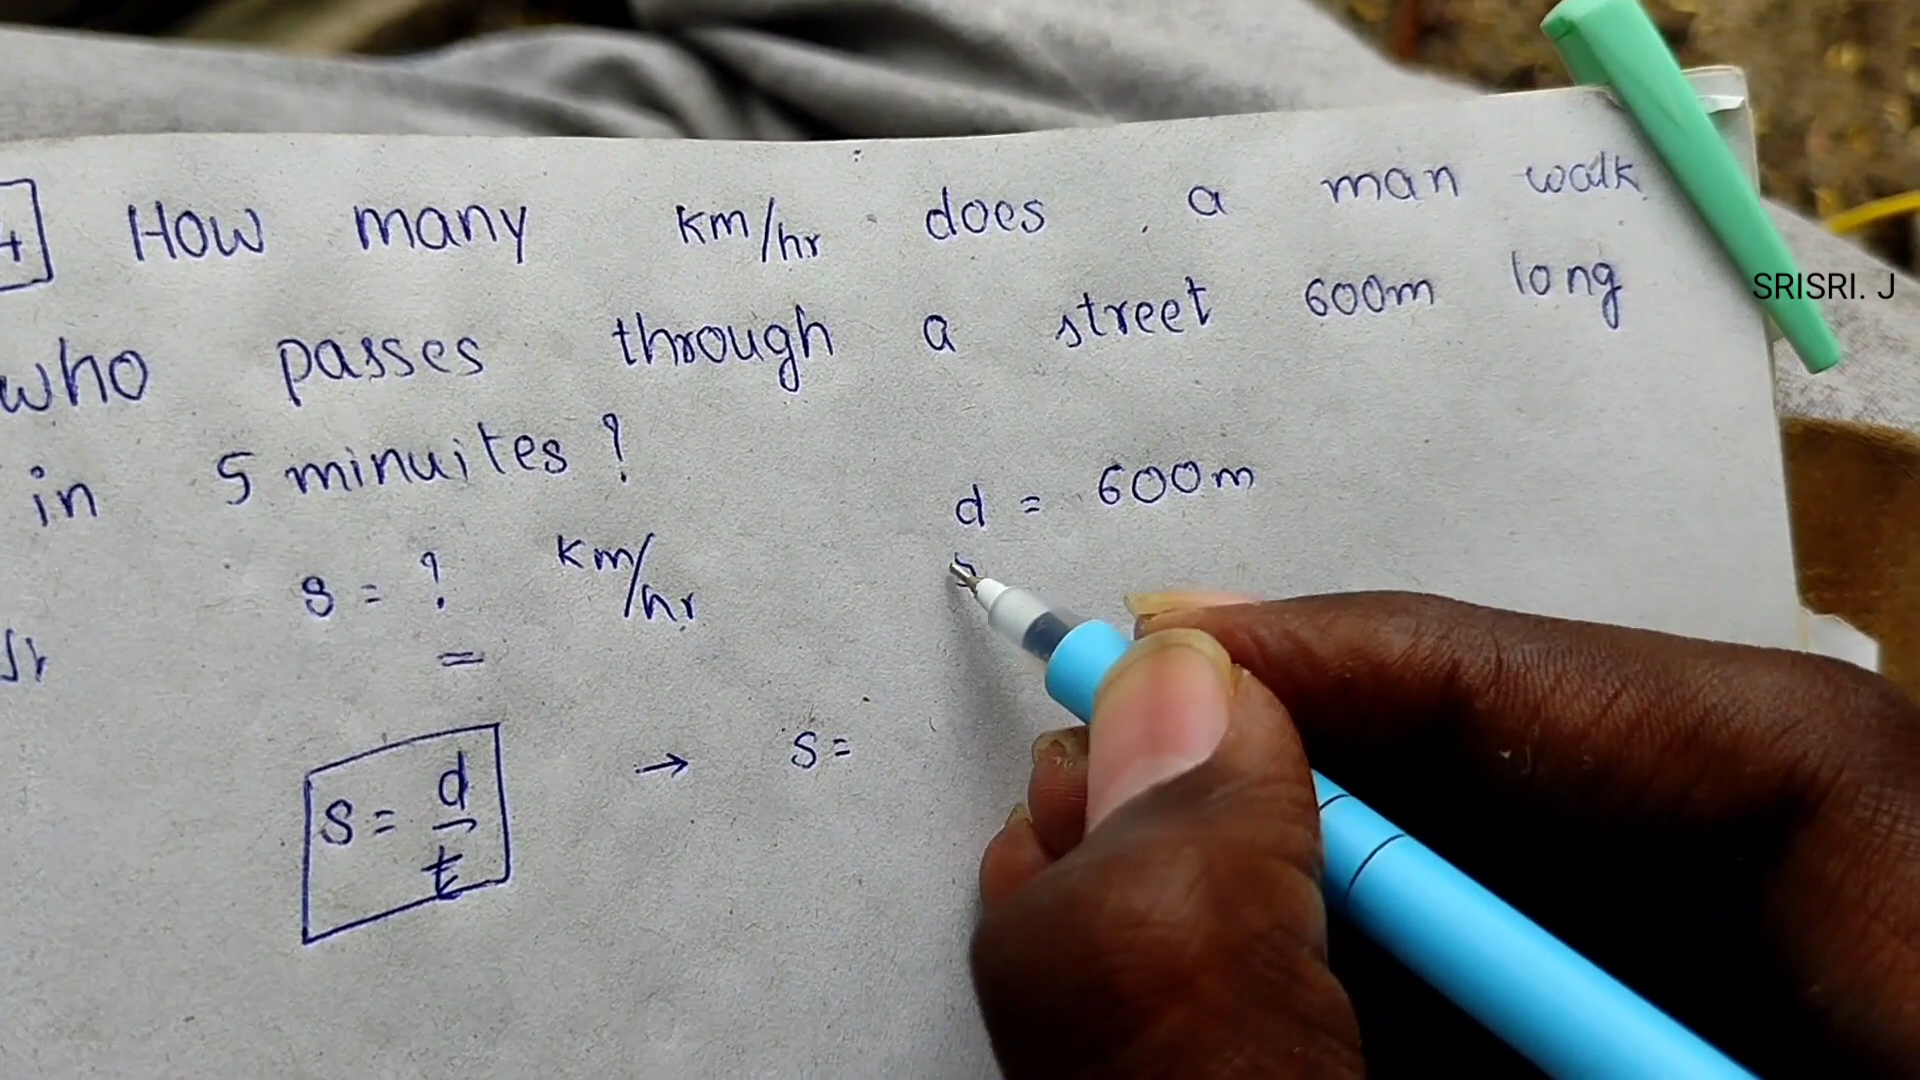 How many km/hr does a man walk
who passes through a street 600m long
in 5 minuites?
d = 600m
s = ? km/hr
=
s = d/t → s =
SRISRI. J